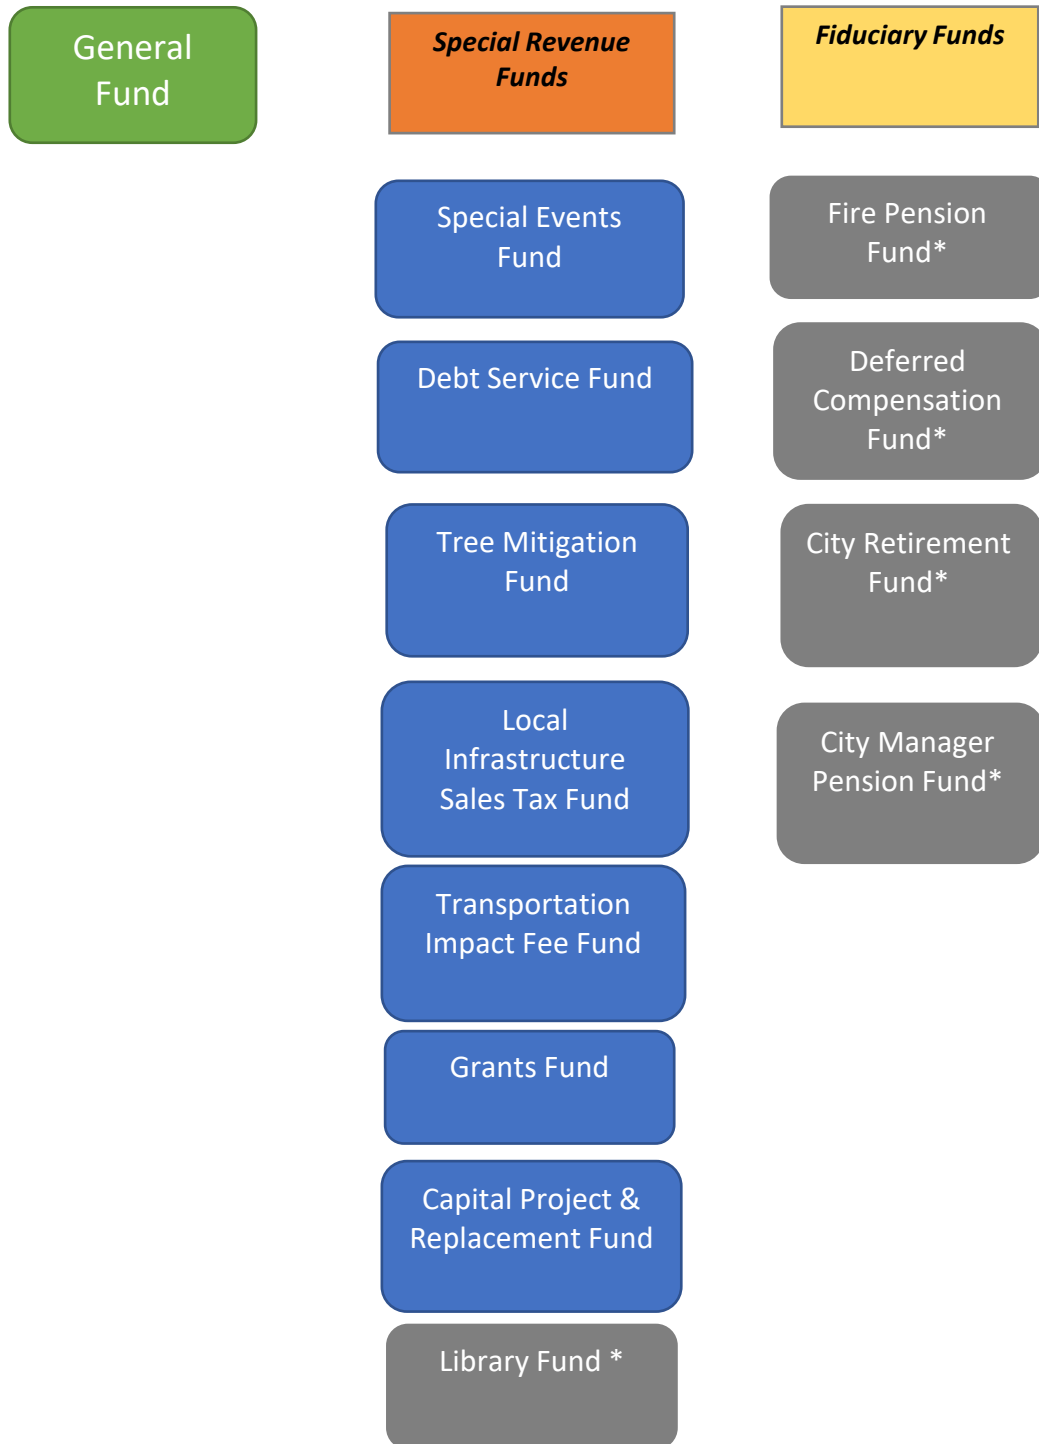 General
Fund
Special Revenue
Funds
Special Events
Fund
Debt Service Fund
Tree Mitigation
Fund
Local
Infrastructure
Sales Tax Fund
Transportation
Impact Fee Fund
Grants Fund
Capital Project &
Replacement Fund
Library Fund *
Fiduciary Funds
Fire Pension
Fund*
Deferred
Compensation
Fund*
City Retirement
Fund*
City Manager
Pension Fund*